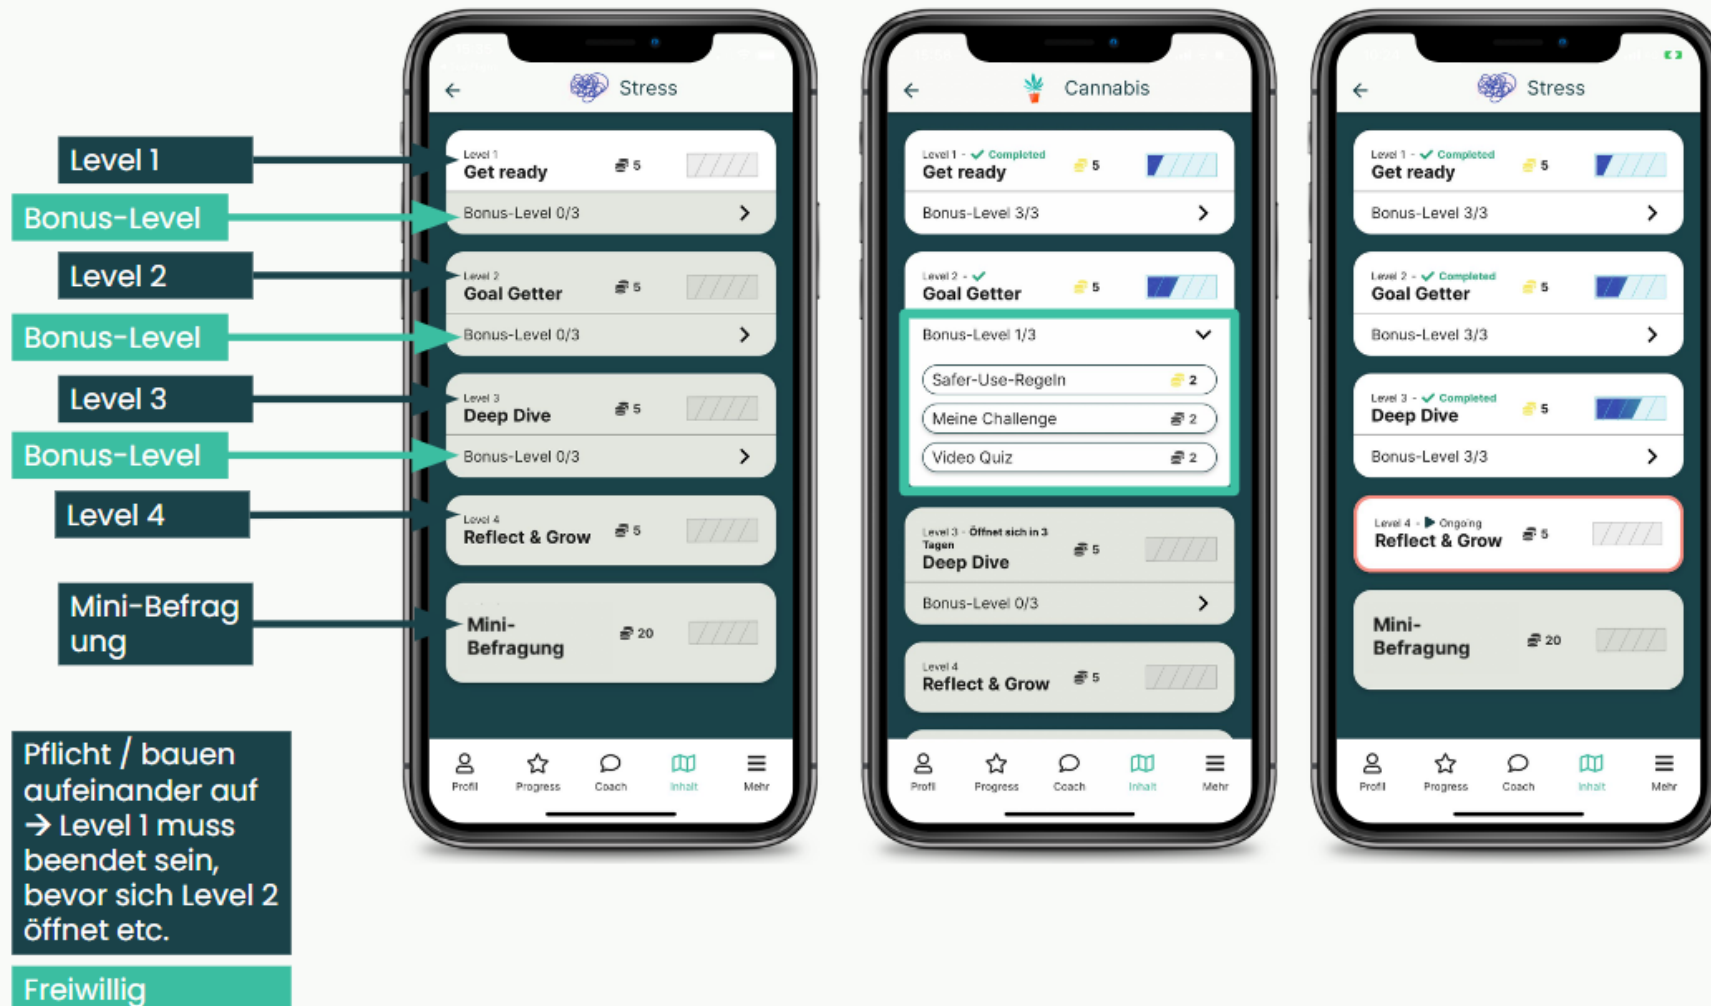 Level 1
Bonus-Level
Level 2
Bonus-Level
Level 3
Bonus-Level
Level 4
Mini-Befrag
ung
Pflicht / bauen
aufeinander auf
→ Level 1 muss
beendet sein,
bevor sich Level 2
öffnet etc.
Freiwillig
Stress
Level 1
Get ready
5
Bonus-Level 0/3
Level 2
Goal Getter
5
Bonus-Level 0/3
Level 3
Deep Dive
5
Bonus-Level 0/3
Level 4
Reflect & Grow
5
Mini-
Befragung
20
Profil Progress Coach Inhalt Mehr
Cannabis
Level 1 - ✓ Completed
Get ready
5
Bonus-Level 3/3
Level 2 - ✓
Goal Getter
5
Bonus-Level 1/3
Safer-Use-Regeln 2
Meine Challenge 2
Video Quiz 2
Level 3 - Öffnet sich in 3
Tagen
Deep Dive
5
Bonus-Level 0/3
Level 4
Reflect & Grow
5
Profil Progress Coach Inhalt Mehr
Stress
Level 1 - ✓ Completed
Get ready
5
Bonus-Level 3/3
Level 2 - ✓ Completed
Goal Getter
5
Bonus-Level 3/3
Level 3 - ✓ Completed
Deep Dive
5
Bonus-Level 3/3
Level 4 - ▶ Ongoing
Reflect & Grow
5
Mini-
Befragung
20
Profil Progress Coach Inhalt Mehr